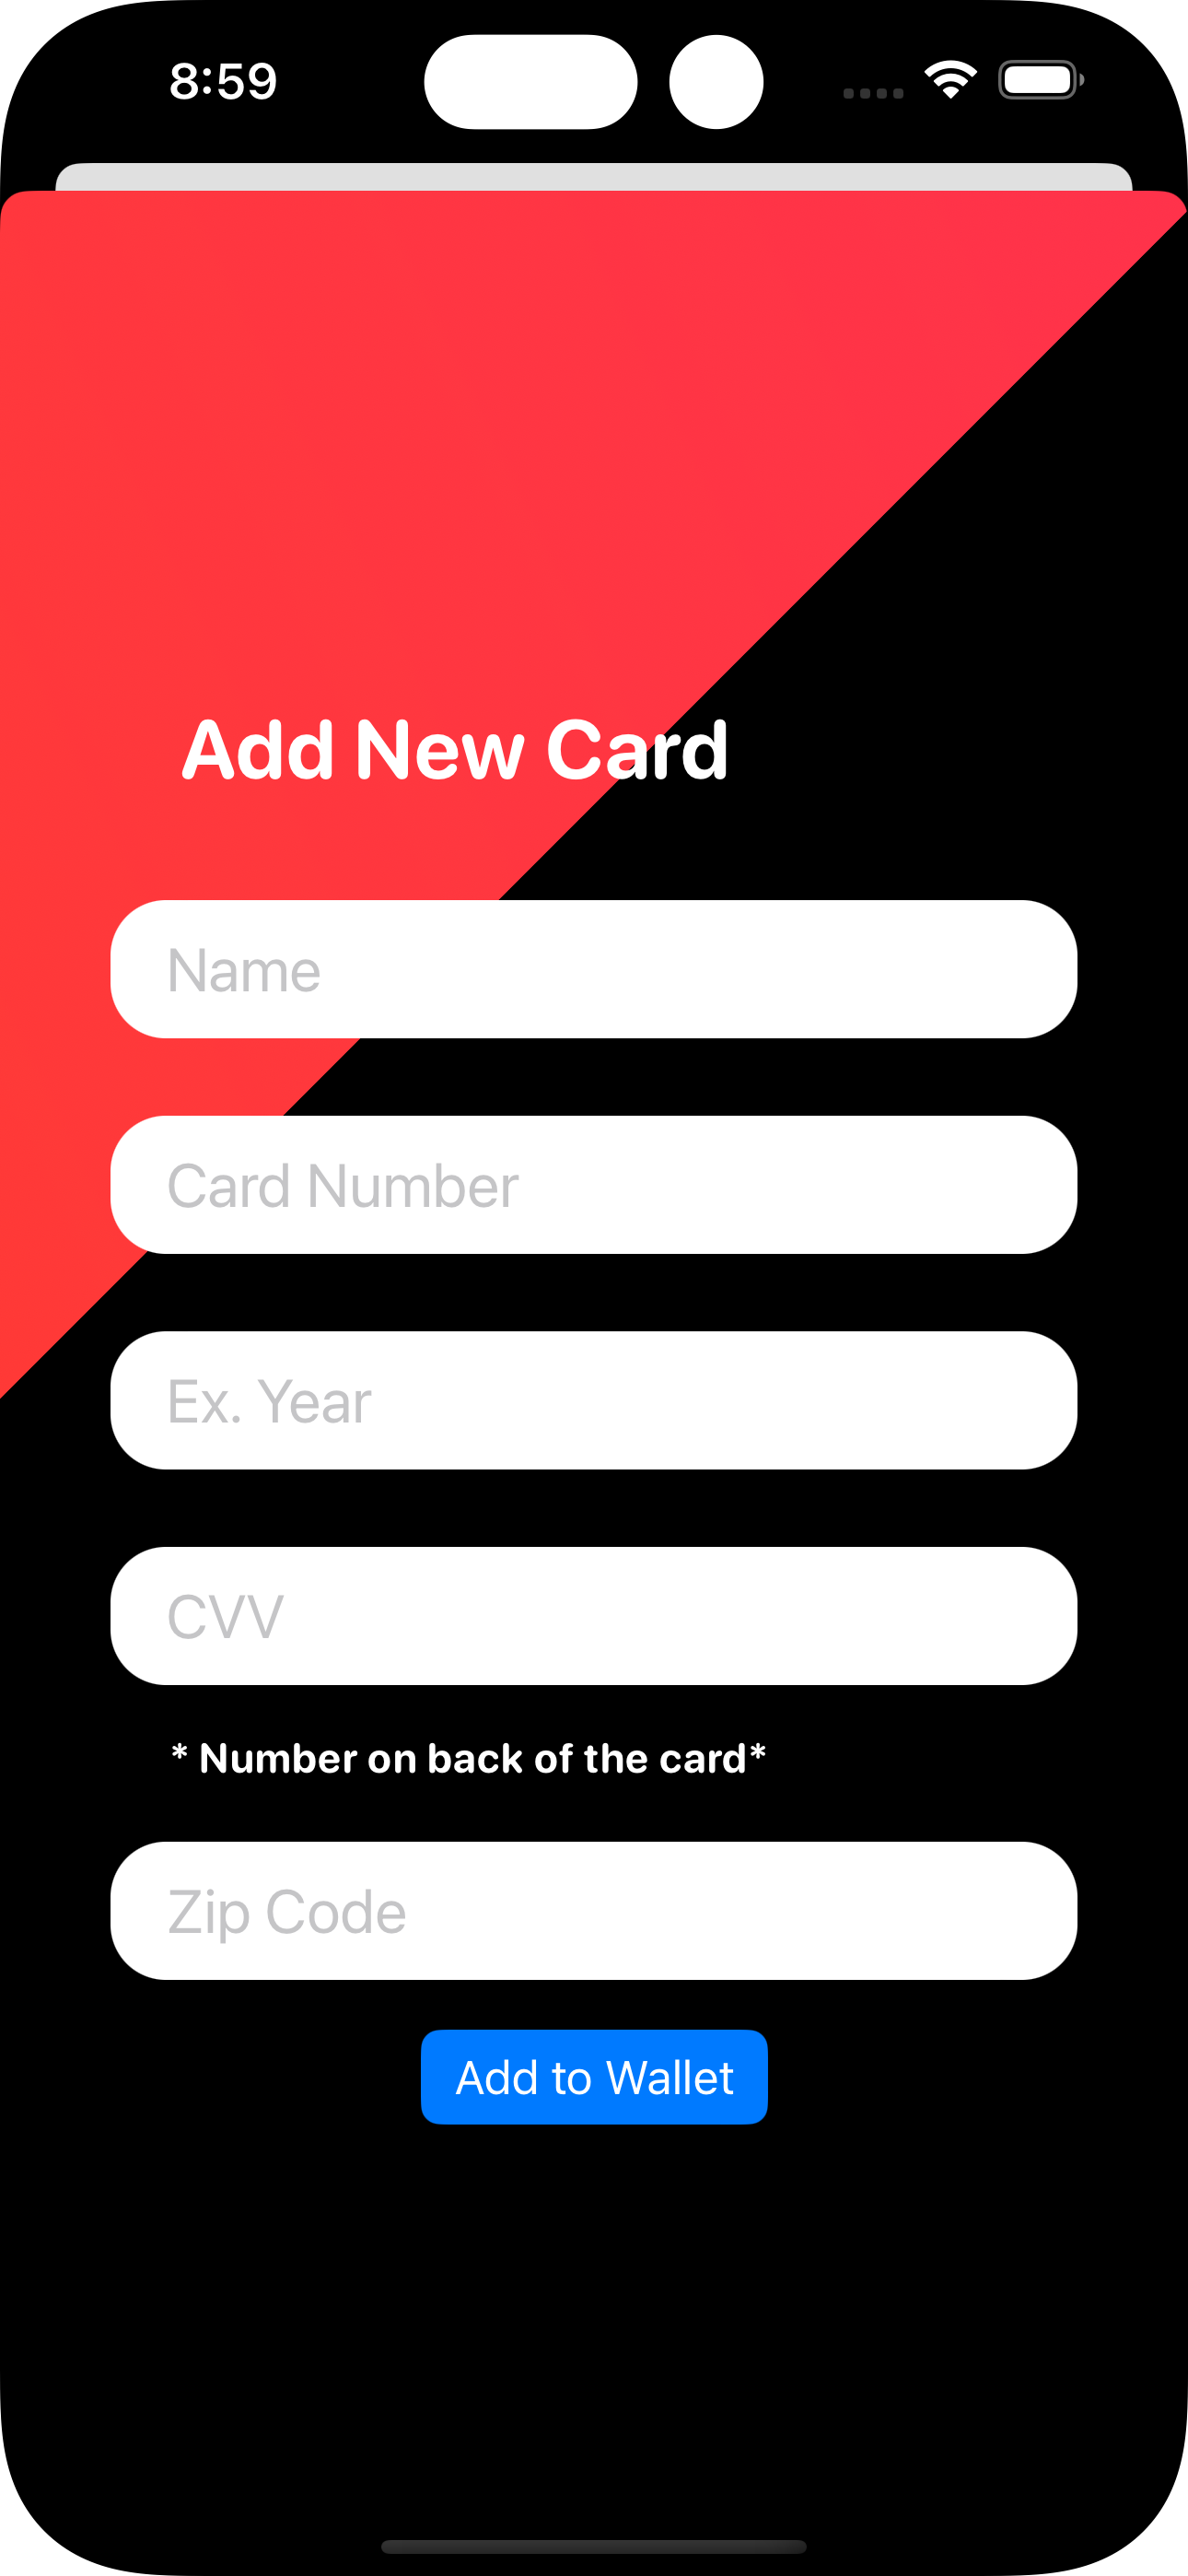 8:59
Add New Card
Name
Card Number
Ex. Year
CVV
* Number on back of the card*
Zip Code
Add to Wallet